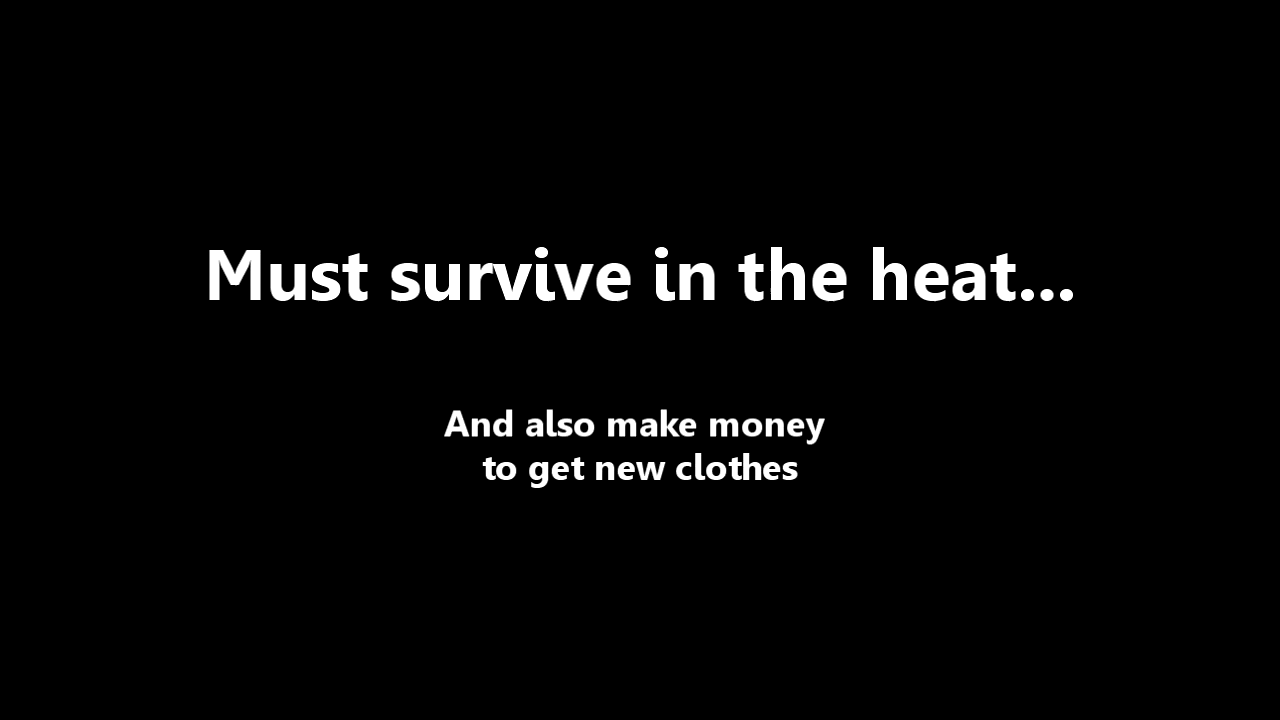 Must survive in the heat...
And also make money
to get new clothes